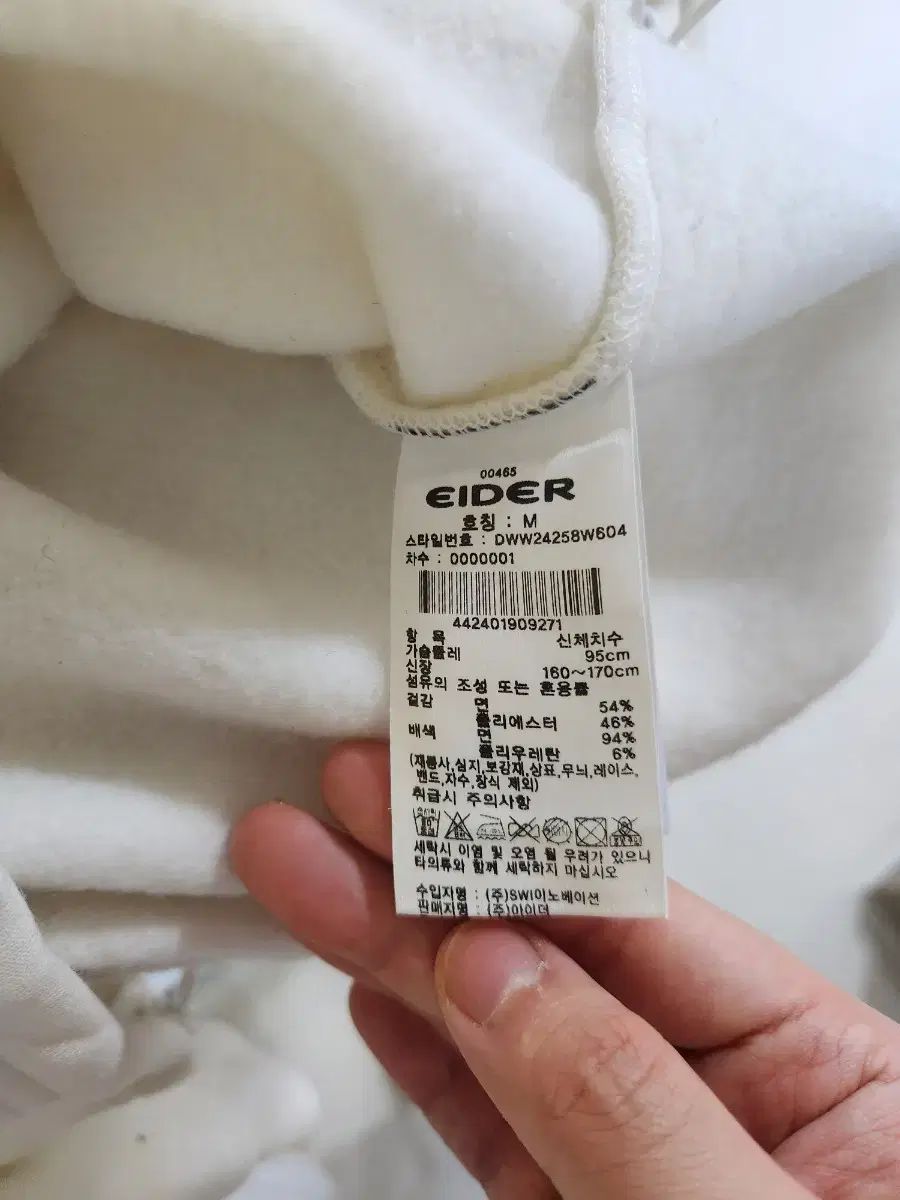 00465
EIDER
호칭 : M
스타일번호 : DWW24258W604
차수 : 0000001
442401909271
항 목 신체치수
가슴둘레 95cm
신장 160~170cm
섬유의 조성 또는 혼용률
겉감 면 54%
폴리에스터 46%
배색 면 94%
폴리우레탄 6%
(재봉사,심지,보강재,상표,무늬,레이스,
밴드,자수,장식 제외)
취급시 주의사항
세탁시 이염 및 오염 될 우려가 있으니
타의류와 함께 세탁하지 마십시오
수입자명 : (주)SWI이노베이션
판매자명 : (주)아이더